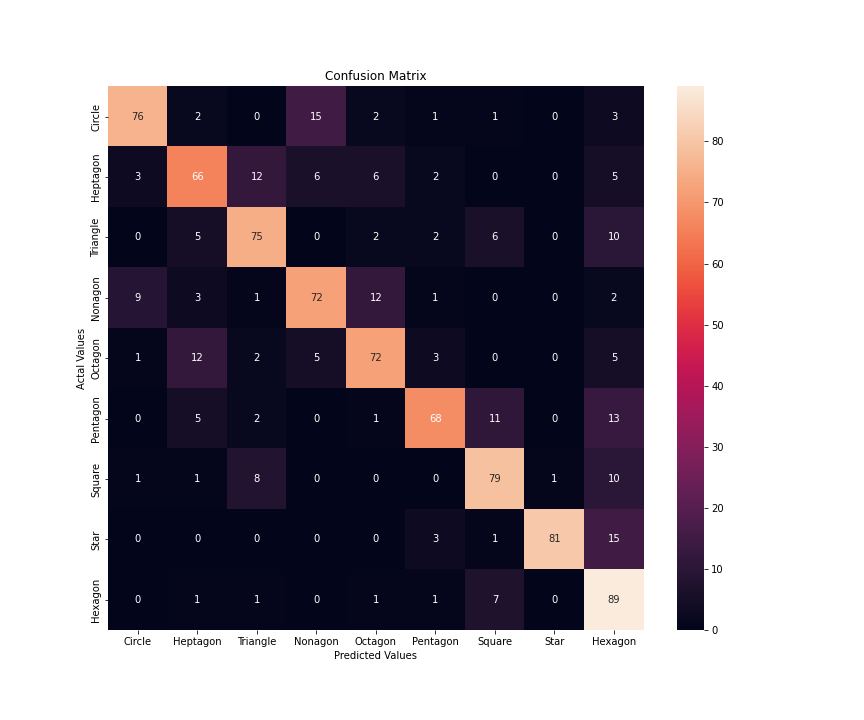 Confusion Matrix
Actal Values
Circle 76 2 0 15 2 1 1 0 3
Heptagon 3 66 12 6 6 2 0 0 5
Triangle 0 5 75 0 2 2 6 0 10
Nonagon 9 3 1 72 12 1 0 0 2
Octagon 1 12 2 5 72 3 0 0 5
Pentagon 0 5 2 0 1 68 11 0 13
Square 1 1 8 0 0 0 79 1 10
Star 0 0 0 0 0 3 1 81 15
Hexagon 0 1 1 0 1 1 7 0 89
Circle Heptagon Triangle Nonagon Octagon Pentagon Square Star Hexagon
Predicted Values
80
70
60
50
40
30
20
10
0